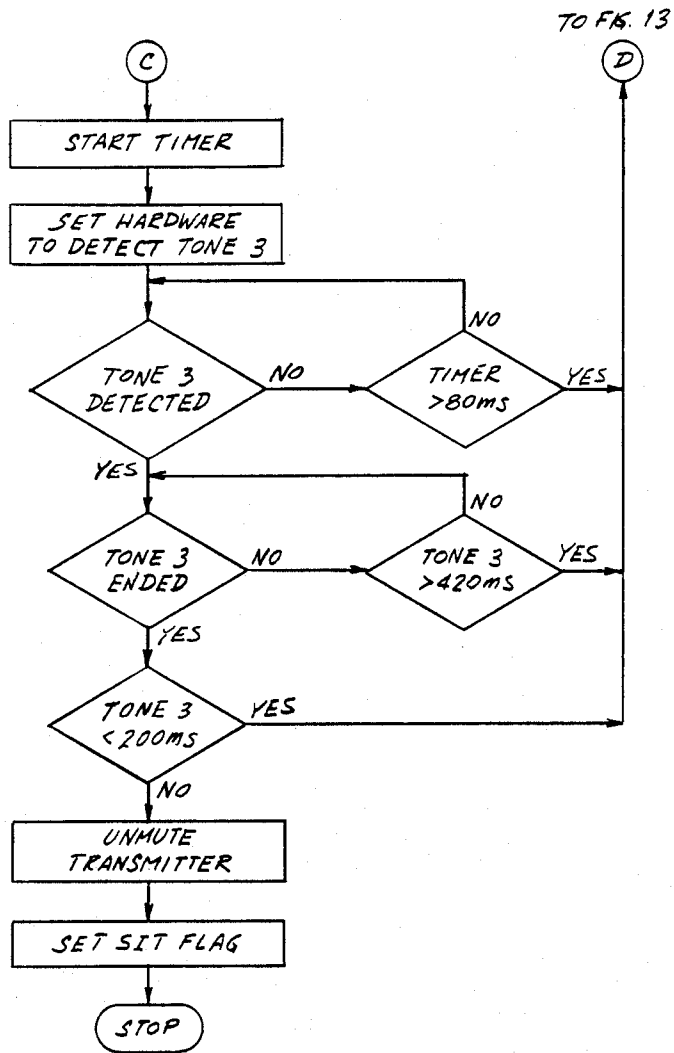 TO FIG. 13
C
D
START TIMER
SET HARDWARE
TO DETECT TONE 3
NO
TONE 3
DETECTED
NO
TIMER
>80ms
YES
YES
NO
TONE 3
ENDED
NO
TONE 3
>420ms
YES
YES
TONE 3
<200ms
YES
NO
UNMUTE
TRANSMITTER
SET SIT FLAG
STOP